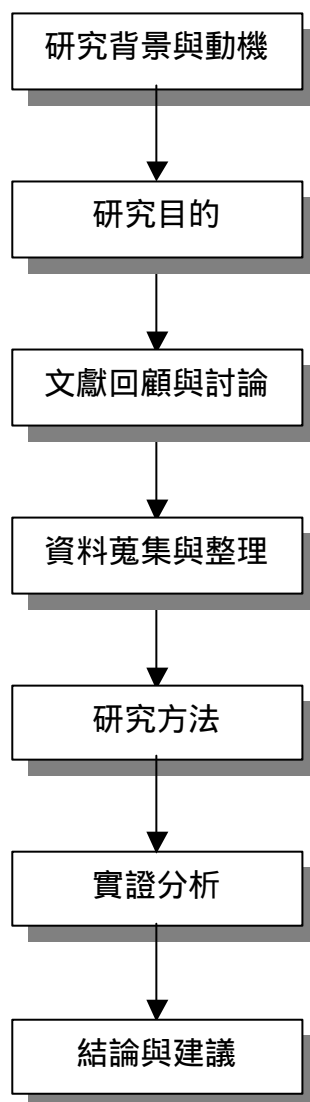 研究背景與動機
研究目的
文獻回顧與討論
資料蒐集與整理
研究方法
實證分析
結論與建議